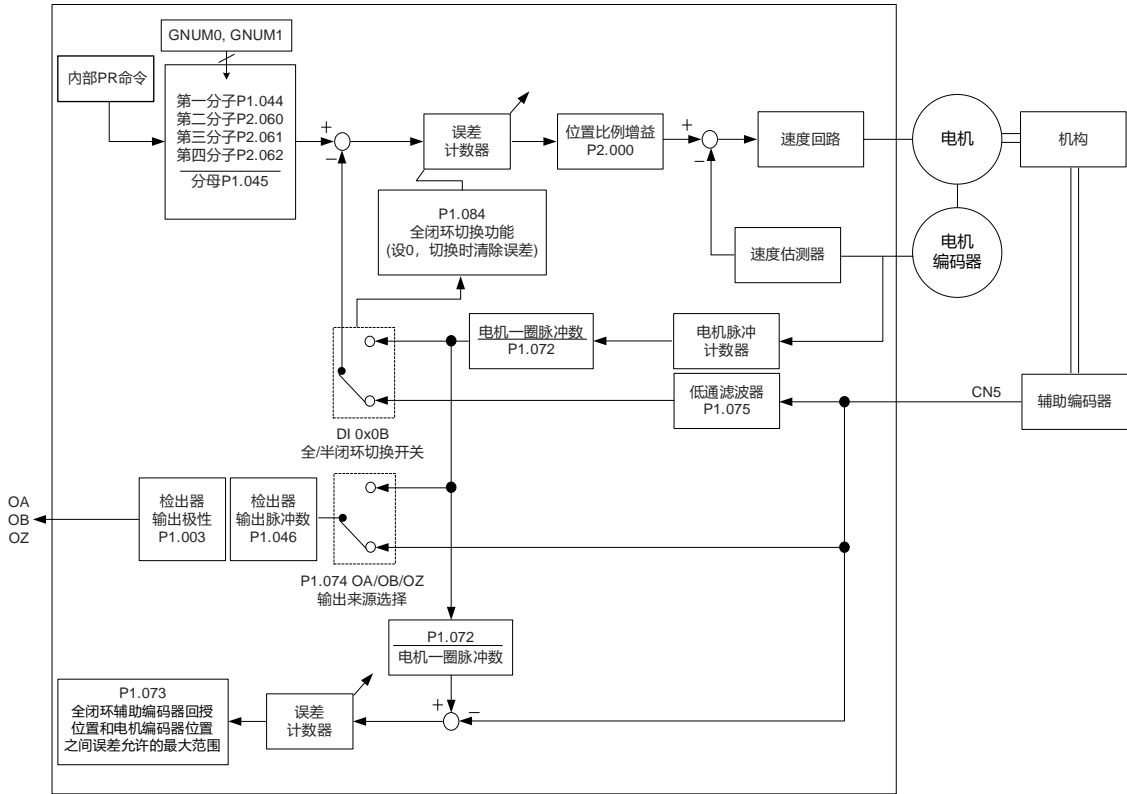 GNUM0, GNUM1
内部PR命令
第一分子P1.044
第二分子P2.060
第三分子P2.061
第四分子P2.062
分母P1.045
+
−
误差
计数器
位置比例增益
P2.000
+
−
速度回路
电机
机构
P1.084
全闭环切换功能
(设0，切换时清除误差)
速度估测器
电机
编码器
电机一圈脉冲数
P1.072
电机脉冲
计数器
低通滤波器
P1.075
CN5
辅助编码器
DI 0x0B
全/半闭环切换开关
OA
OB
OZ
检出器
输出极性
P1.003
检出器
输出脉冲数
P1.046
P1.074 OA/OB/OZ
输出来源选择
P1.072
电机一圈脉冲数
P1.073
全闭环辅助编码器回授
位置和电机编码器位置
之间误差允许的最大范围
误差
计数器
+
−